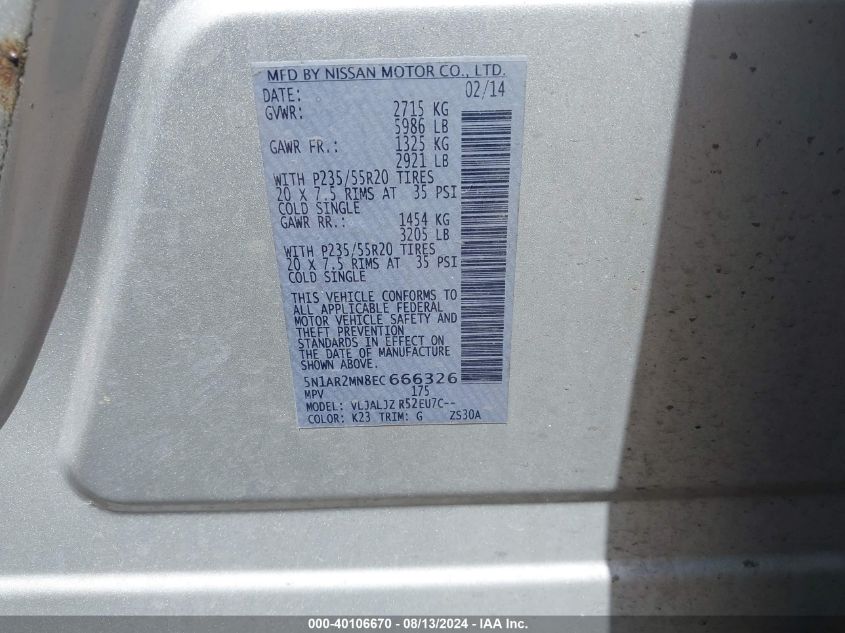 MFD BY NISSAN MOTOR CO., LTD.
DATE: 02/14
GVWR: 2715 KG
5986 LB
GAWR FR.: 1325 KG
2921 LB
WITH P235/55R20 TIRES
20 X 7.5 RIMS AT 35 PSI
COLD SINGLE
GAWR RR.: 1454 KG
3205 LB
WITH P235/55R20 TIRES
20 X 7.5 RIMS AT 35 PSI
COLD SINGLE
THIS VEHICLE CONFORMS TO
ALL APPLICABLE FEDERAL
MOTOR VEHICLE SAFETY AND
THEFT PREVENTION
STANDARDS IN EFFECT ON
THE DATE OF MANUFACTURE
SHOWN ABOVE.
5N1AR2MN8EC666326
MPV 175
MODEL: VLJALJZ R52EU7C--
COLOR: K23 TRIM: G ZS30A
000-40106670 - 08/13/2024 - IAA Inc.